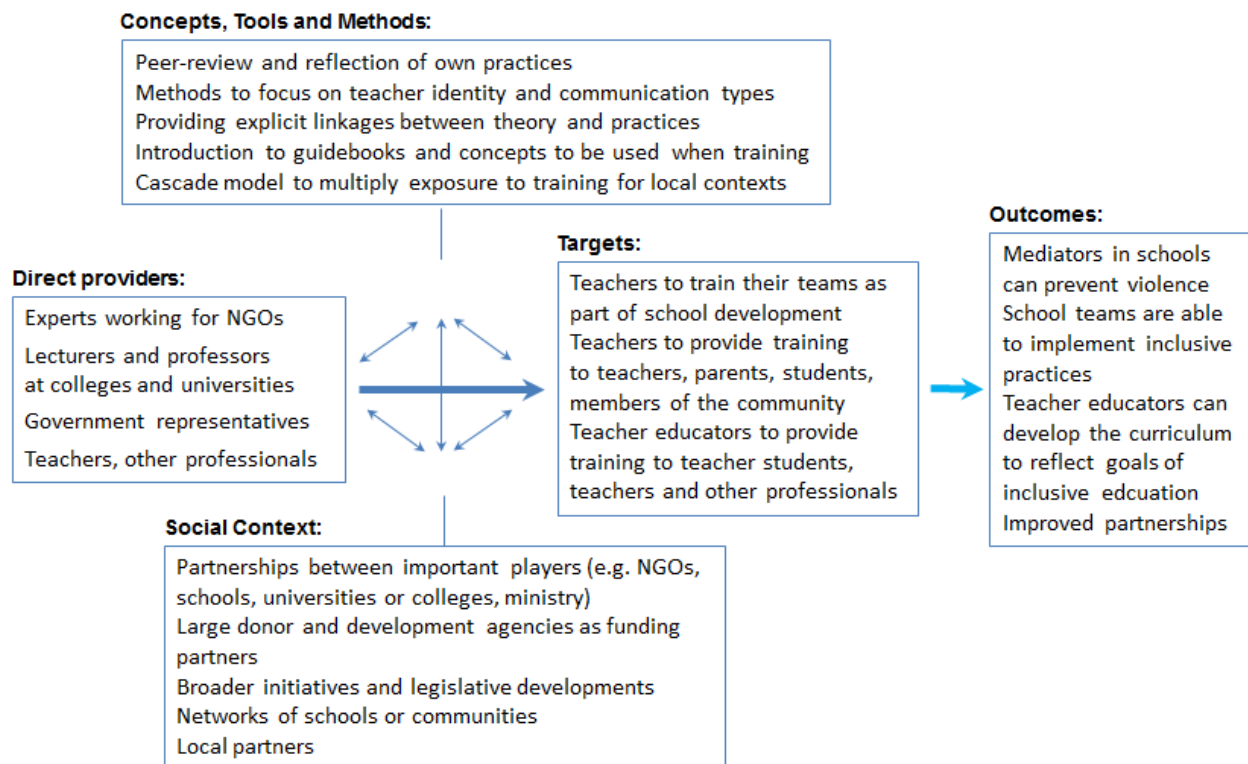 Concepts, Tools and Methods:
Peer-review and reflection of own practices
Methods to focus on teacher identity and communication types
Providing explicit linkages between theory and practices
Introduction to guidebooks and concepts to be used when training
Cascade model to multiply exposure to training for local contexts
Direct providers:
Experts working for NGOs
Lecturers and professors
at colleges and universities
Government representatives
Teachers, other professionals
Targets:
Teachers to train their teams as
part of school development
Teachers to provide training
to teachers, parents, students,
members of the community
Teacher educators to provide
training to teacher students,
teachers and other professionals
Outcomes:
Mediators in schools
can prevent violence
School teams are able
to implement inclusive
practices
Teacher educators can
develop the curriculum
to reflect goals of
inclusive edcuation
Improved partnerships
Social Context:
Partnerships between important players (e.g. NGOs,
schools, universities or colleges, ministry)
Large donor and development agencies as funding
partners
Broader initiatives and legislative developments
Networks of schools or communities
Local partners